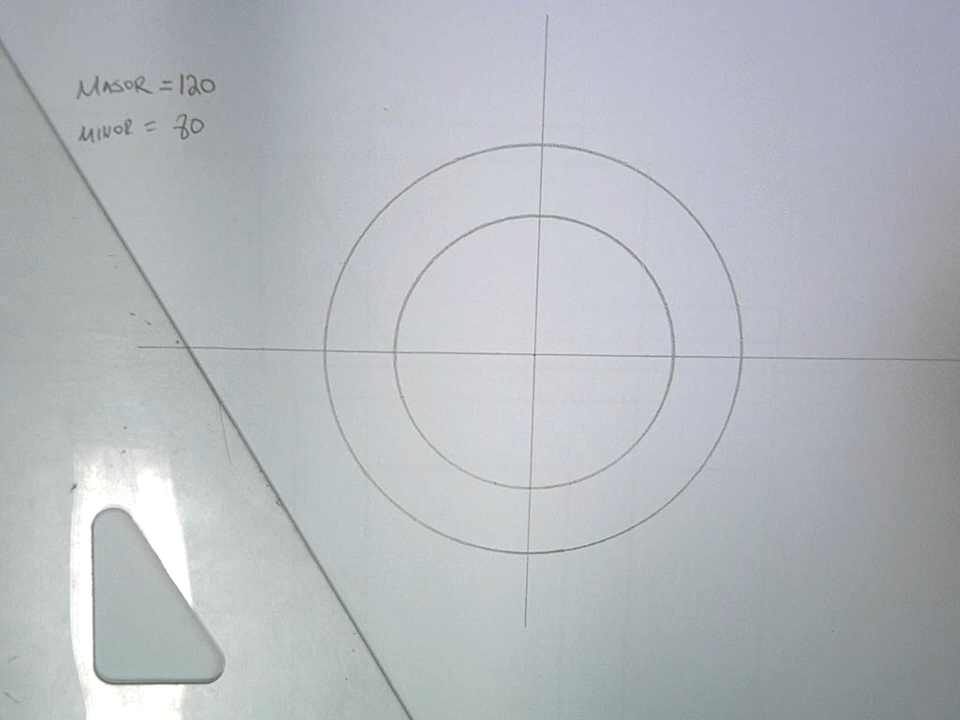 MAJOR = 120
MINOR = 80